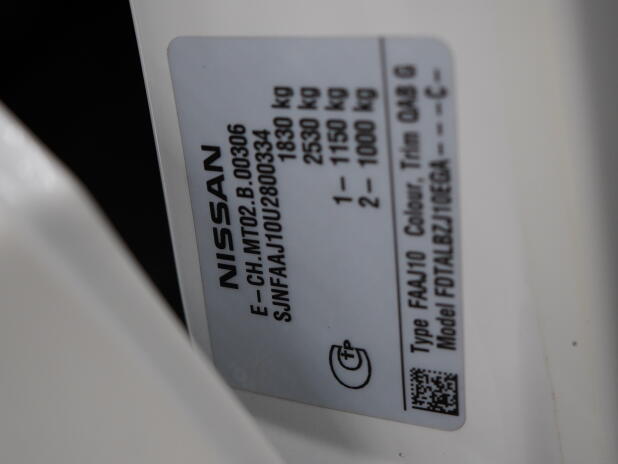 NISSAN
E-CH.MT02.B.00306
SJNFAAJ10U2800334
1830 kg
2530 kg
1- 1150 kg
2- 1000 kg
Type FAAJ10 Colour, Trim QAB G
Model FDTALBZJ10EGA----C-